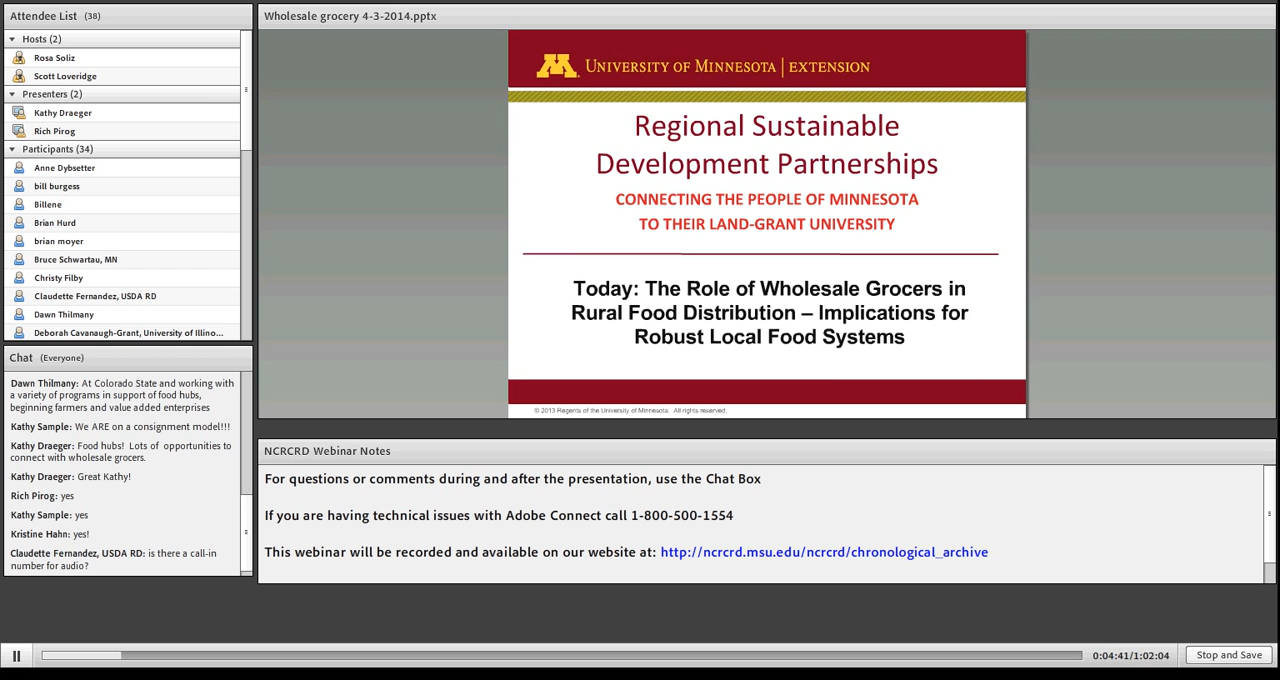 Attendee List (38)
Hosts (2)
Rosa Soliz
Scott Loveridge
Presenters (2)
Kathy Draeger
Rich Pirog
Participants (34)
Anne Dybsetter
bill burgess
Billene
Brian Hurd
brian moyer
Bruce Schwartau, MN
Christy Filby
Claudette Fernandez, USDA RD
Dawn Thilmany
Deborah Cavanaugh-Grant, University of Illino...
Chat (Everyone)
Dawn Thilmany: At Colorado State and working with
a variety of programs in support of food hubs,
beginning farmers and value added enterprises
Kathy Sample: We ARE on a consignment model!!!
Kathy Draeger: Food hubs! Lots of opportunities to
connect with wholesale grocers.
Kathy Draeger: Great Kathy!
Rich Pirog: yes
Kathy Sample: yes
Kristine Hahn: yes!
Claudette Fernandez, USDA RD: is there a call-in
number for audio?
Wholesale grocery 4-3-2014.pptx
M UNIVERSITY OF MINNESOTA | EXTENSION
Regional Sustainable
Development Partnerships
CONNECTING THE PEOPLE OF MINNESOTA
TO THEIR LAND-GRANT UNIVERSITY
Today: The Role of Wholesale Grocers in
Rural Food Distribution – Implications for
Robust Local Food Systems
© 2013 Regents of the University of Minnesota. All rights reserved.
NCRCRD Webinar Notes
For questions or comments during and after the presentation, use the Chat Box
If you are having technical issues with Adobe Connect call 1-800-500-1554
This webinar will be recorded and available on our website at: http://ncrcrd.msu.edu/ncrcrd/chronological_archive
0:04:41/1:02:04
Stop and Save